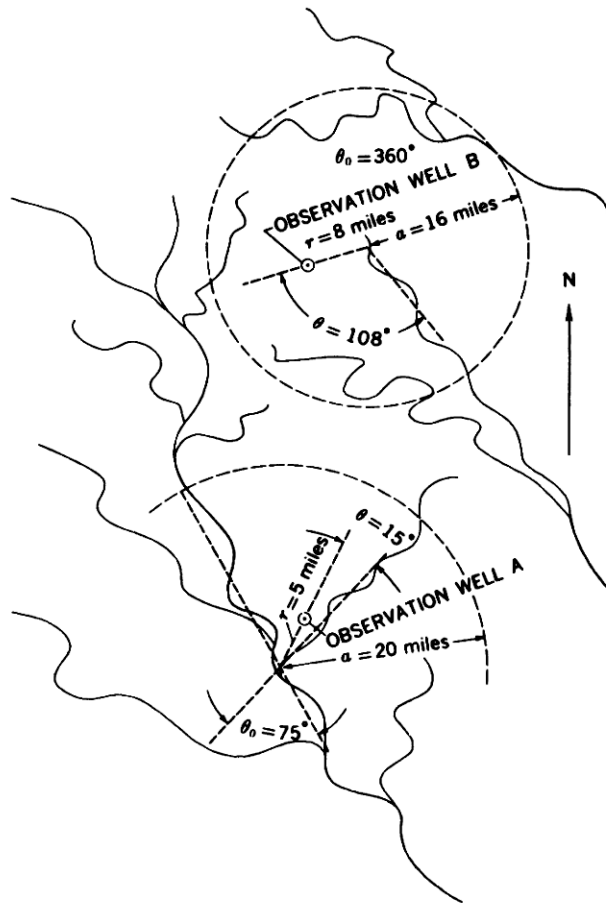 θ₀ = 360°
OBSERVATION WELL B
r = 8 miles
a = 16 miles
N
θ = 108°
θ = 15°
r = 5 miles
OBSERVATION WELL A
a = 20 miles
θ₀ = 75°